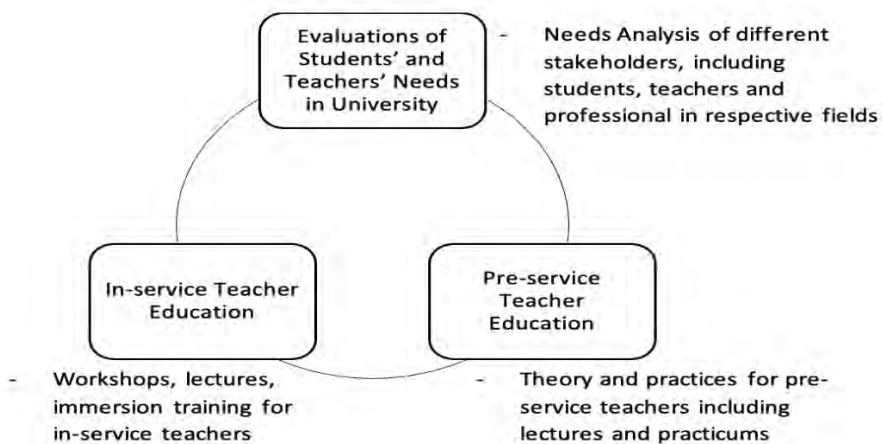 Evaluations of
Students’ and
Teachers’ Needs
in University
- Needs Analysis of different
stakeholders, including
students, teachers and
professional in respective fields
In-service Teacher
Education
Pre-service
Teacher
Education
- Workshops, lectures,
immersion training for
in-service teachers
- Theory and practices for pre-
service teachers including
lectures and practicums